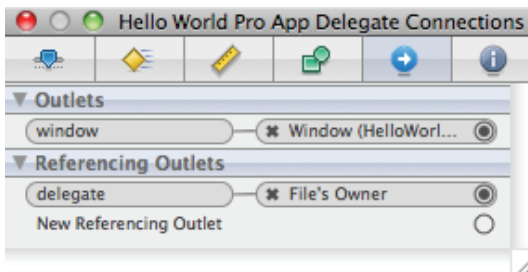 Hello World Pro App Delegate Connections
Outlets
window Window (HelloWorl...
Referencing Outlets
delegate File's Owner
New Referencing Outlet